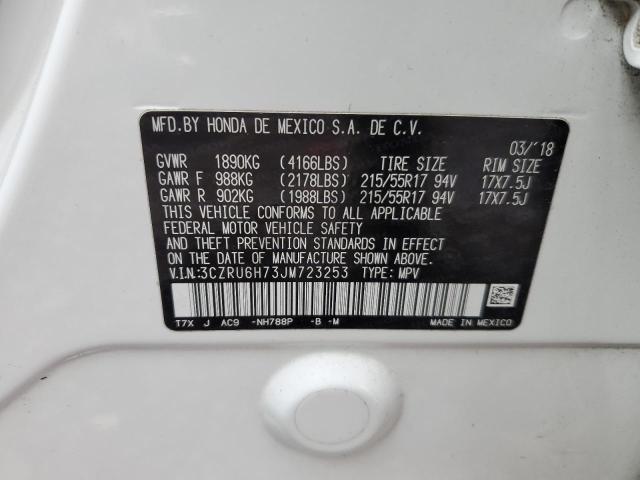 MFD.BY HONDA DE MEXICO S.A. DE C.V.
03/'18
GVWR 1890KG (4166LBS) TIRE SIZE RIM SIZE
GAWR F 988KG (2178LBS) 215/55R17 94V 17X7.5J
GAWR R 902KG (1988LBS) 215/55R17 94V 17X7.5J
THIS VEHICLE CONFORMS TO ALL APPLICABLE
FEDERAL MOTOR VEHICLE SAFETY
AND THEFT PREVENTION STANDARDS IN EFFECT
ON THE DATE OF MANUFACTURE SHOWN ABOVE.
V.I.N.:3CZRU6H73JM723253 TYPE: MPV
T7X J AC9 -NH788P -B -M MADE IN MEXICO